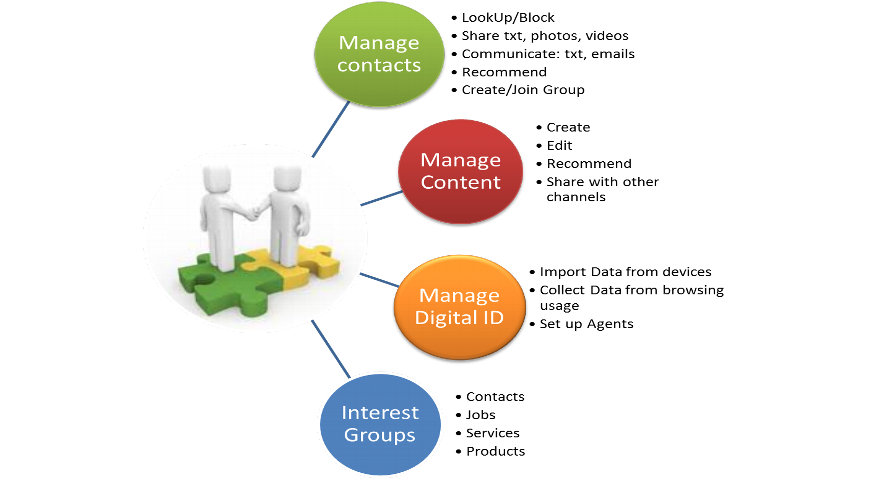 Manage
contacts
• LookUp/Block
• Share txt, photos, videos
• Communicate: txt, emails
• Recommend
• Create/Join Group
Manage
Content
• Create
• Edit
• Recommend
• Share with other
channels
Manage
Digital ID
• Import Data from devices
• Collect Data from browsing
usage
• Set up Agents
Interest
Groups
• Contacts
• Jobs
• Services
• Products